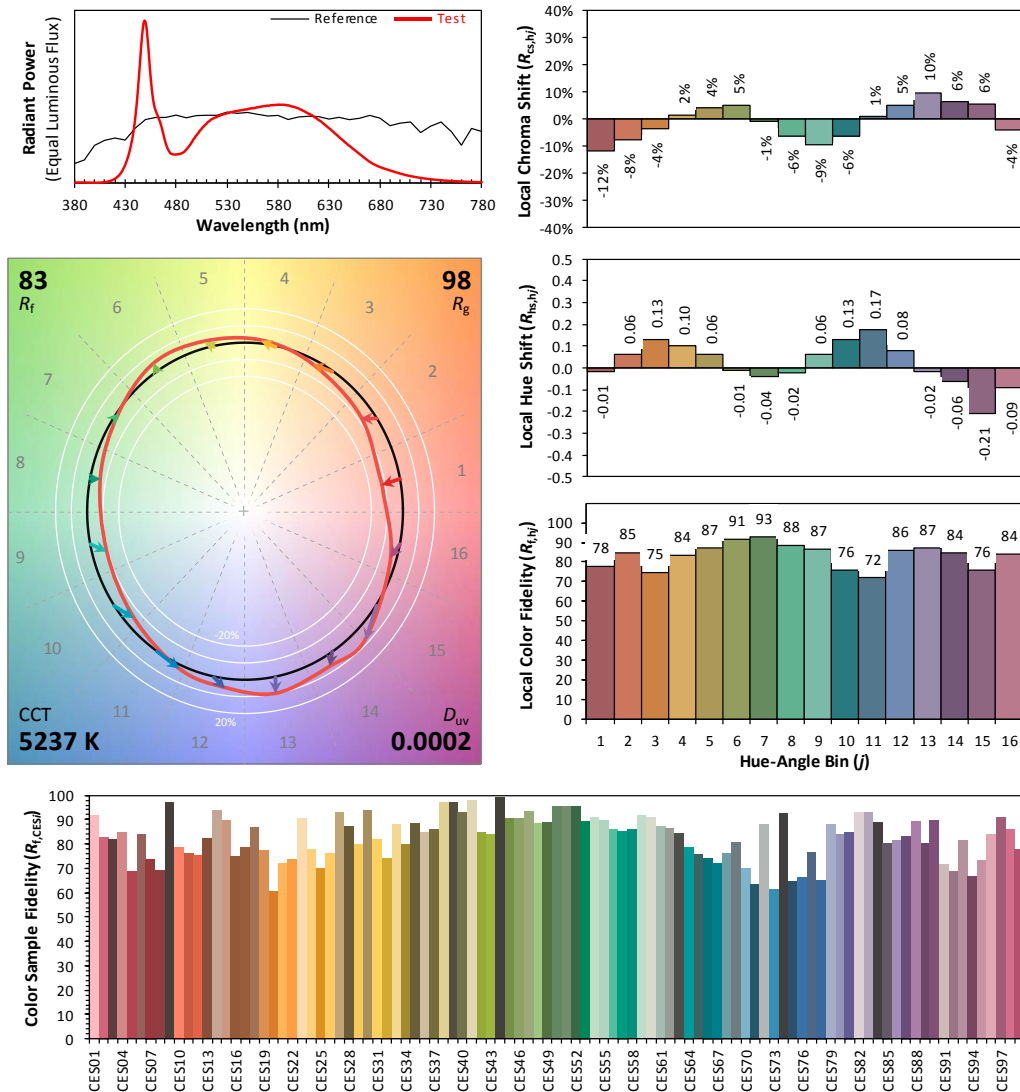 Radiant Power
(Equal Luminous Flux)
Reference
Test
380 430 480 530 580 630 680 730 780
Wavelength (nm)
Local Chroma Shift (Rcs,hj)
40%
30%
20%
10%
0%
-10%
-20%
-30%
-40%
-12% -8% -4% 2% 4% 5% -1% -6% -9% -6% 1% 5% 10% 6% 6% -4%
83
Rf
98
Rg
5 4
6 3
7 2
8 1
9 16
10 15
11 14
12 13
-20%
20%
CCT
5237 K
Duv
0.0002
Local Hue Shift (Rhs,hj)
0.5
0.4
0.3
0.2
0.1
0.0
-0.1
-0.2
-0.3
-0.4
-0.5
-0.01 0.06 0.13 0.10 0.06 -0.01 -0.04 -0.02 0.06 0.13 0.17 0.08 -0.02 -0.06 -0.21 -0.09
Local Color Fidelity (Rf,hj)
100
90
80
70
60
50
40
30
20
10
0
78 85 75 84 87 91 93 88 87 76 72 86 87 84 76 84
1 2 3 4 5 6 7 8 9 10 11 12 13 14 15 16
Hue-Angle Bin (j)
Color Sample Fidelity (Rf,CESi)
100
90
80
70
60
50
40
30
20
10
0
CES01 CES04 CES07 CES10 CES13 CES16 CES19 CES22 CES25 CES28 CES31 CES34 CES37 CES40 CES43 CES46 CES49 CES52 CES55 CES58 CES61 CES64 CES67 CES70 CES73 CES76 CES79 CES82 CES85 CES88 CES91 CES94 CES97